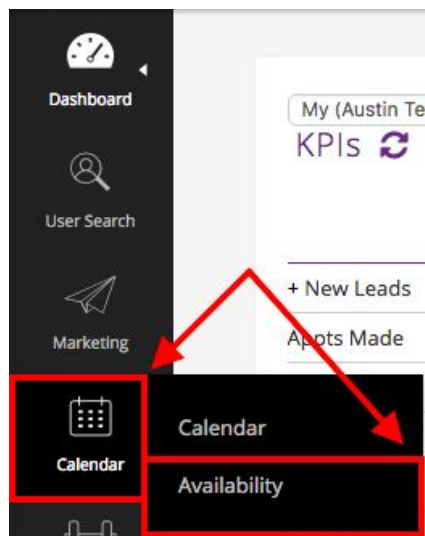 Dashboard
My (Austin Te
KPIs
User Search
+ New Leads
Marketing
Appts Made
Calendar
Calendar
Availability